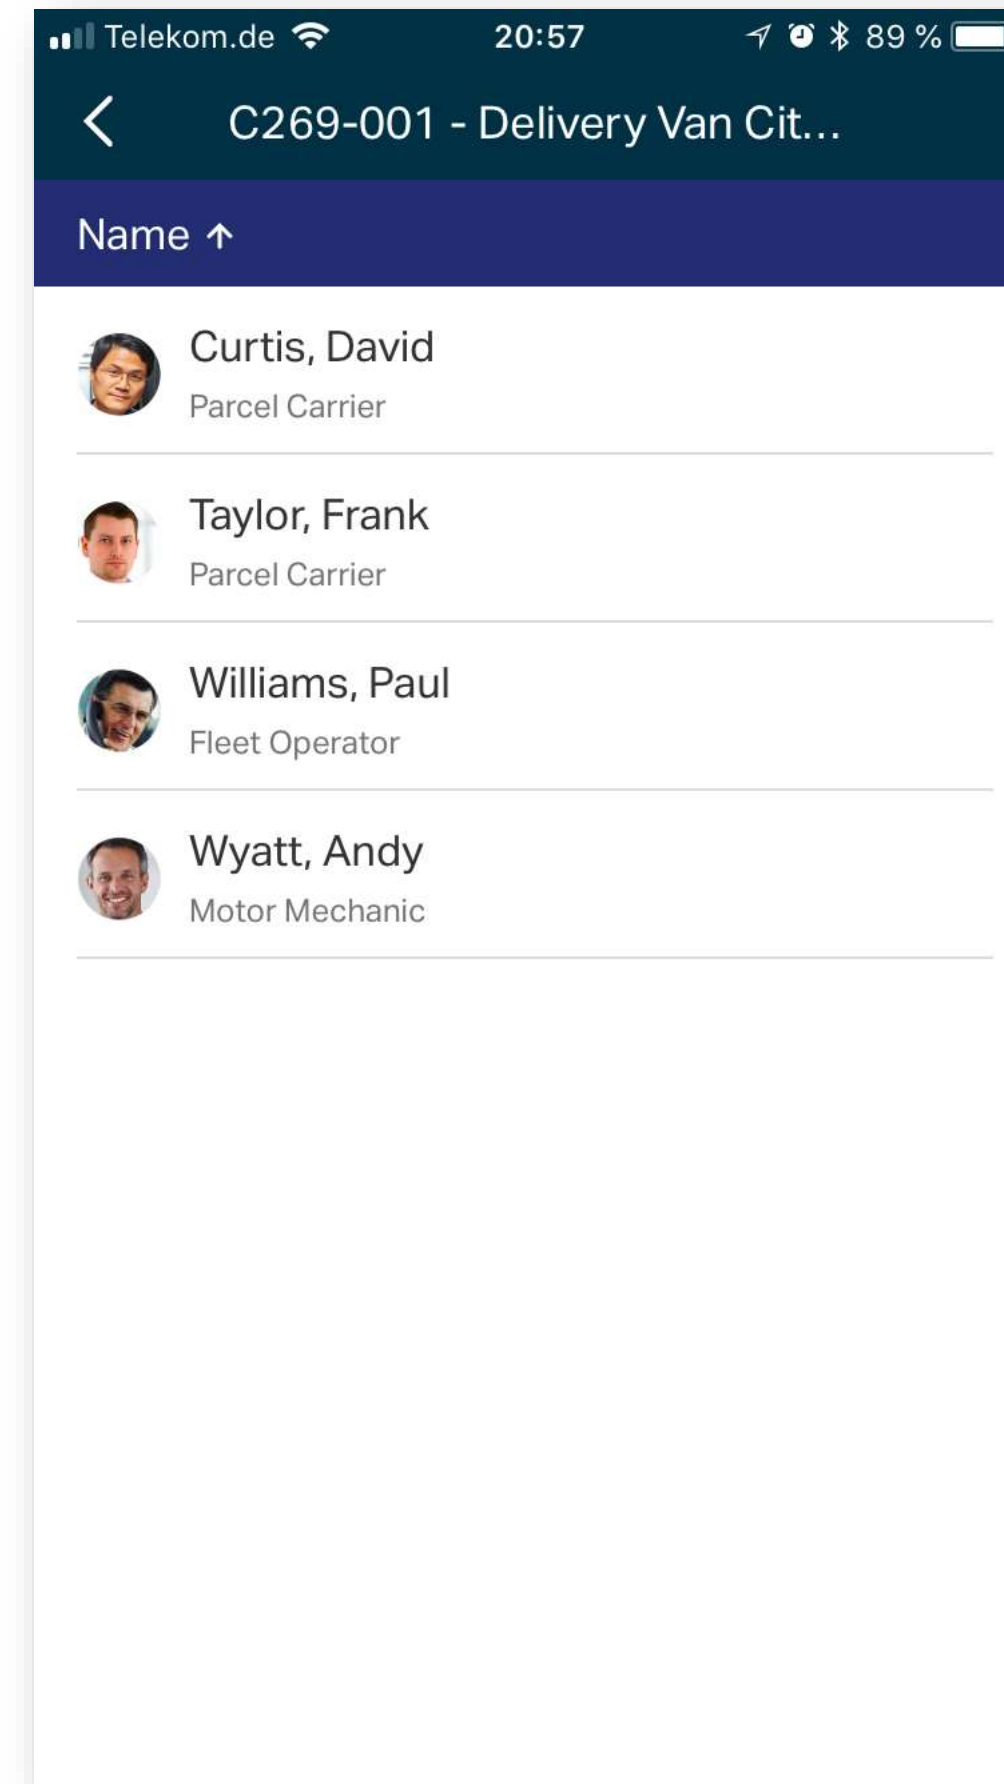 Telekom.de 20:57 89 %
C269-001 - Delivery Van Cit...
Name ↑
Curtis, David
Parcel Carrier
Taylor, Frank
Parcel Carrier
Williams, Paul
Fleet Operator
Wyatt, Andy
Motor Mechanic